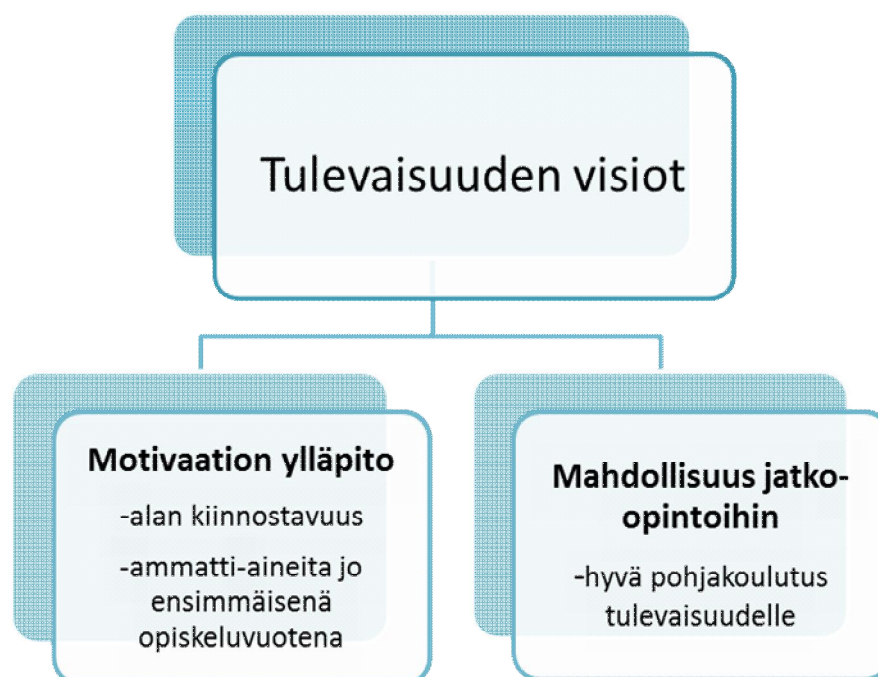 Tulevaisuuden visiot
Motivaation ylläpito
-alan kiinnostavuus
-ammatti-aineita jo
ensimmäisenä
opiskeluvuotena
Mahdollisuus jatko-
opintoihin
-hyvä pohjakoulutus
tulevaisuudelle